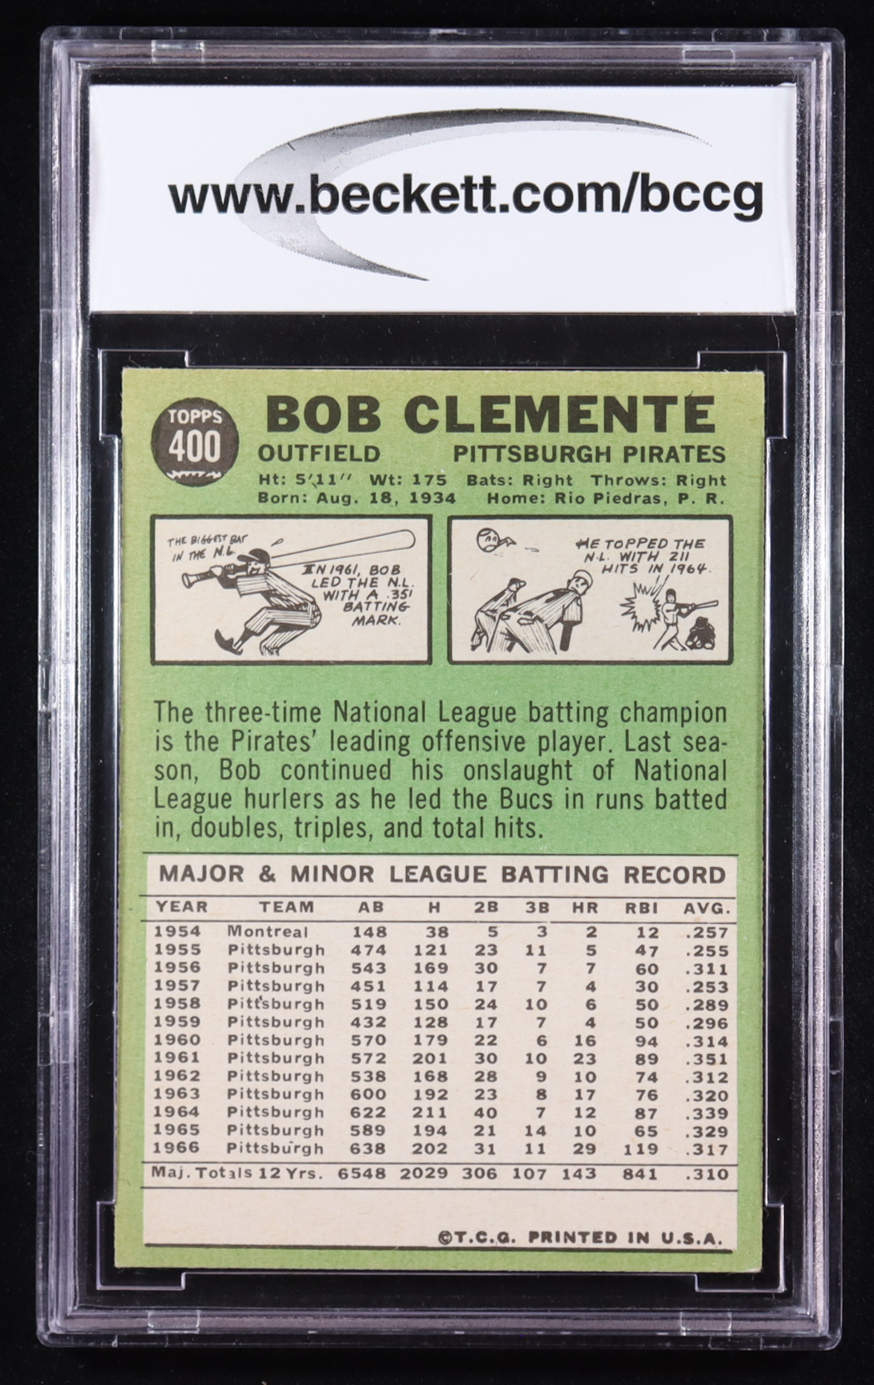 www.beckett.com/bccg
TOPPS
400
BOB CLEMENTE
OUTFIELD PITTSBURGH PIRATES
Ht: 5'11" Wt: 175 Bats: Right Throws: Right
Born: Aug. 18, 1934 Home: Rio Piedras, P. R.
THE BIGGEST BAT
IN THE N.L.
IN 1961, BOB
LED THE N.L.
WITH A .351
BATTING
MARK.
HE TOPPED THE
N.L. WITH 211
HITS IN 1964.
The three-time National League batting champion
is the Pirates' leading offensive player. Last sea-
son, Bob continued his onslaught of National
League hurlers as he led the Bucs in runs batted
in, doubles, triples, and total hits.
MAJOR & MINOR LEAGUE BATTING RECORD
YEAR TEAM AB H 2B 3B HR RBI AVG.
1954 Montreal 148 38 5 3 2 12 .257
1955 Pittsburgh 474 121 23 11 5 47 .255
1956 Pittsburgh 543 169 30 7 7 60 .311
1957 Pittsburgh 451 114 17 7 4 30 .253
1958 Pittsburgh 519 150 24 10 6 50 .289
1959 Pittsburgh 432 128 17 7 4 50 .296
1960 Pittsburgh 570 179 22 6 16 94 .314
1961 Pittsburgh 572 201 30 10 23 89 .351
1962 Pittsburgh 538 168 28 9 10 74 .312
1963 Pittsburgh 600 192 23 8 17 76 .320
1964 Pittsburgh 622 211 40 7 12 87 .339
1965 Pittsburgh 589 194 21 14 10 65 .329
1966 Pittsburgh 638 202 31 11 29 119 .317
Maj. Totals 12 Yrs. 6548 2029 306 107 143 841 .310
©T.C.G. PRINTED IN U.S.A.